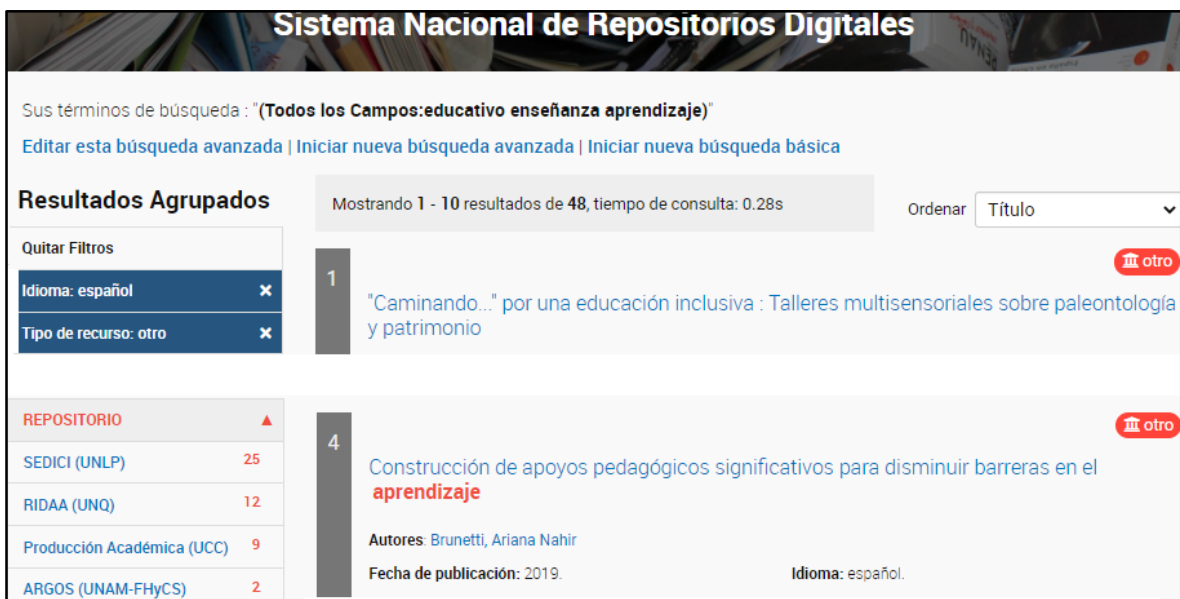 Sistema Nacional de Repositorios Digitales
RENAU
Sus términos de búsqueda : "(Todos los Campos:educativo enseñanza aprendizaje)"
Editar esta búsqueda avanzada | Iniciar nueva búsqueda avanzada | Iniciar nueva búsqueda básica
Resultados Agrupados
Quitar Filtros
Idioma: español ×
Tipo de recurso: otro ×
Mostrando 1 - 10 resultados de 48, tiempo de consulta: 0.28s
Ordenar Título
1
otro
"Caminando..." por una educación inclusiva : Talleres multisensoriales sobre paleontología
y patrimonio
REPOSITORIO ▲
SEDICI (UNLP) 25
RIDAA (UNQ) 12
Producción Académica (UCC) 9
ARGOS (UNAM-FHyCS) 2
4
otro
Construcción de apoyos pedagógicos significativos para disminuir barreras en el
aprendizaje
Autores: Brunetti, Ariana Nahir
Fecha de publicación: 2019. Idioma: español.